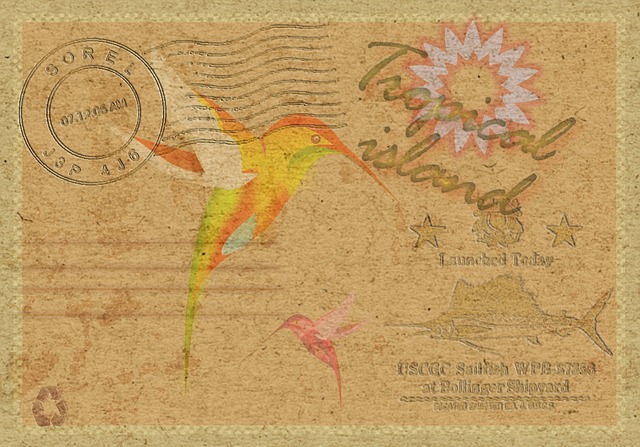 SOREL
J3P 4J6
Tropical
island
Launched Today
USCGC Sailfish WPB-87356
at Bollinger Shipyard